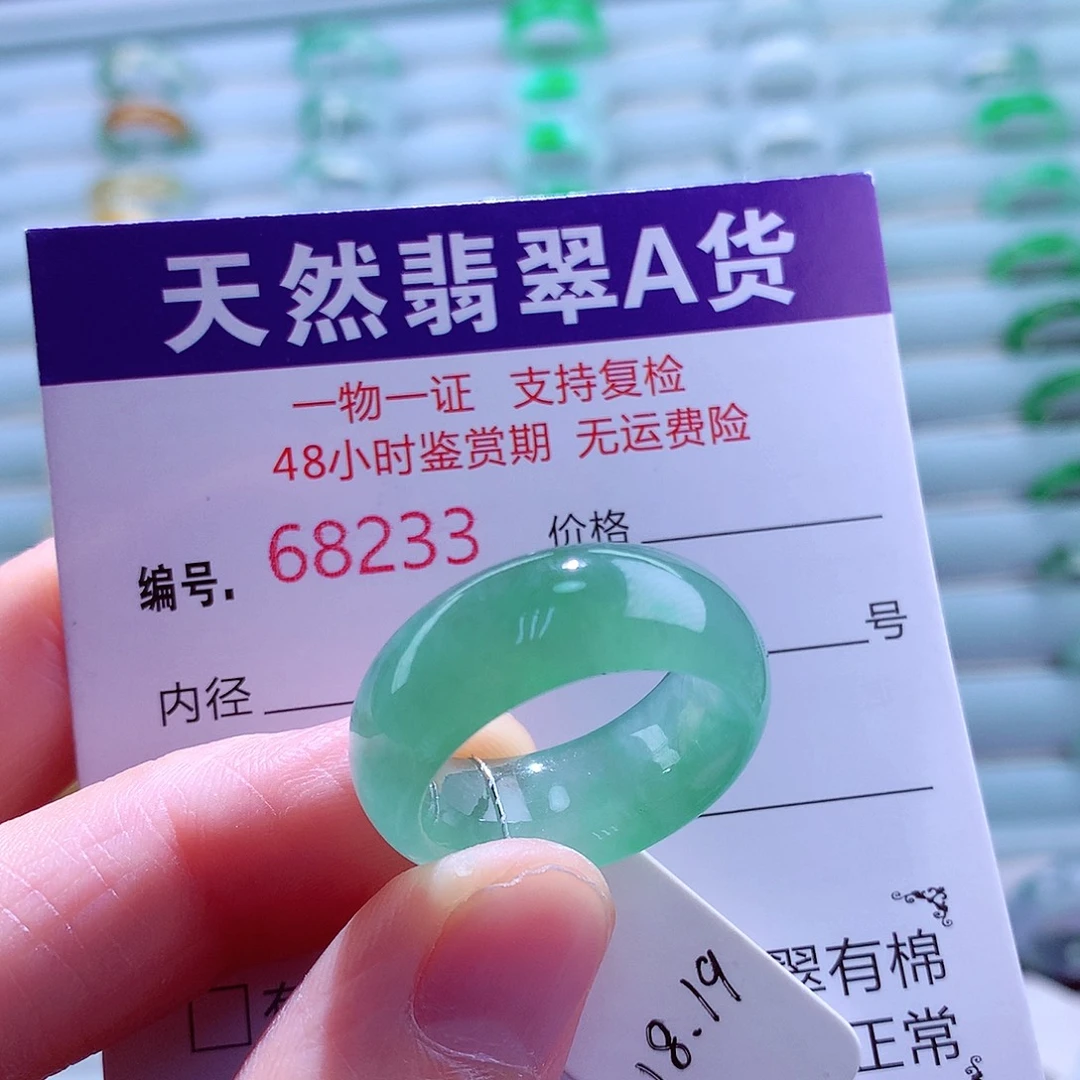 天然翡翠A货
一物一证 支持复检
48小时鉴赏期 无运费险
编号. 68233 价格
号
内径
翠有棉
正常
18.19